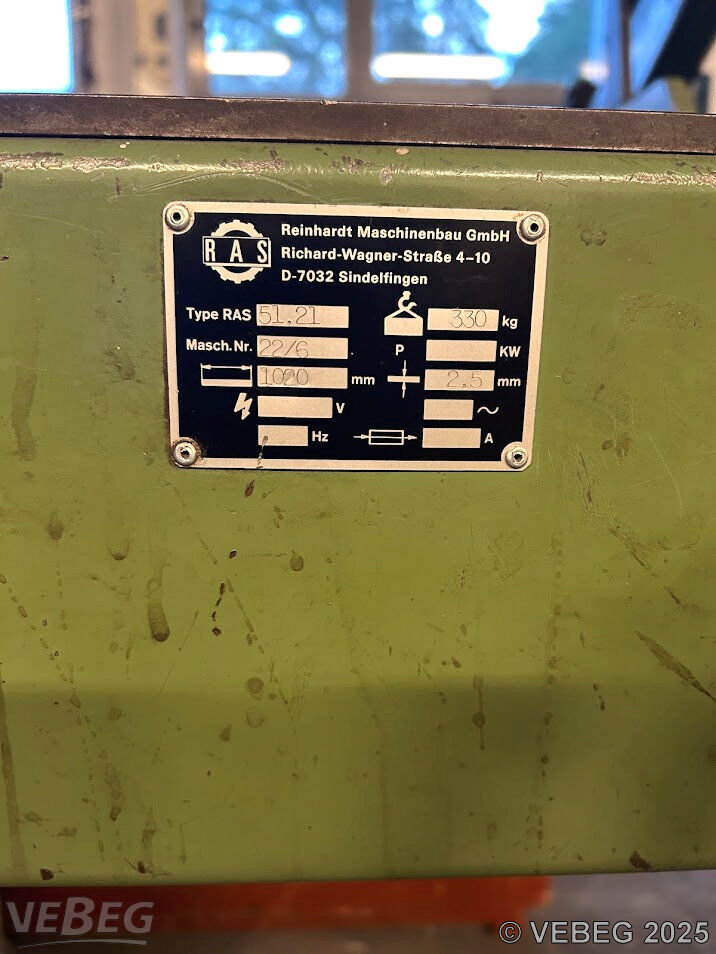 RAS
Reinhardt Maschinenbau GmbH
Richard-Wagner-Straße 4–10
D-7032 Sindelfingen
Type RAS 51.21 330 kg
Masch.Nr. 22/6 P KW
1020 mm 2.5 mm
V ~
Hz A
VEBEG
© VEBEG 2025